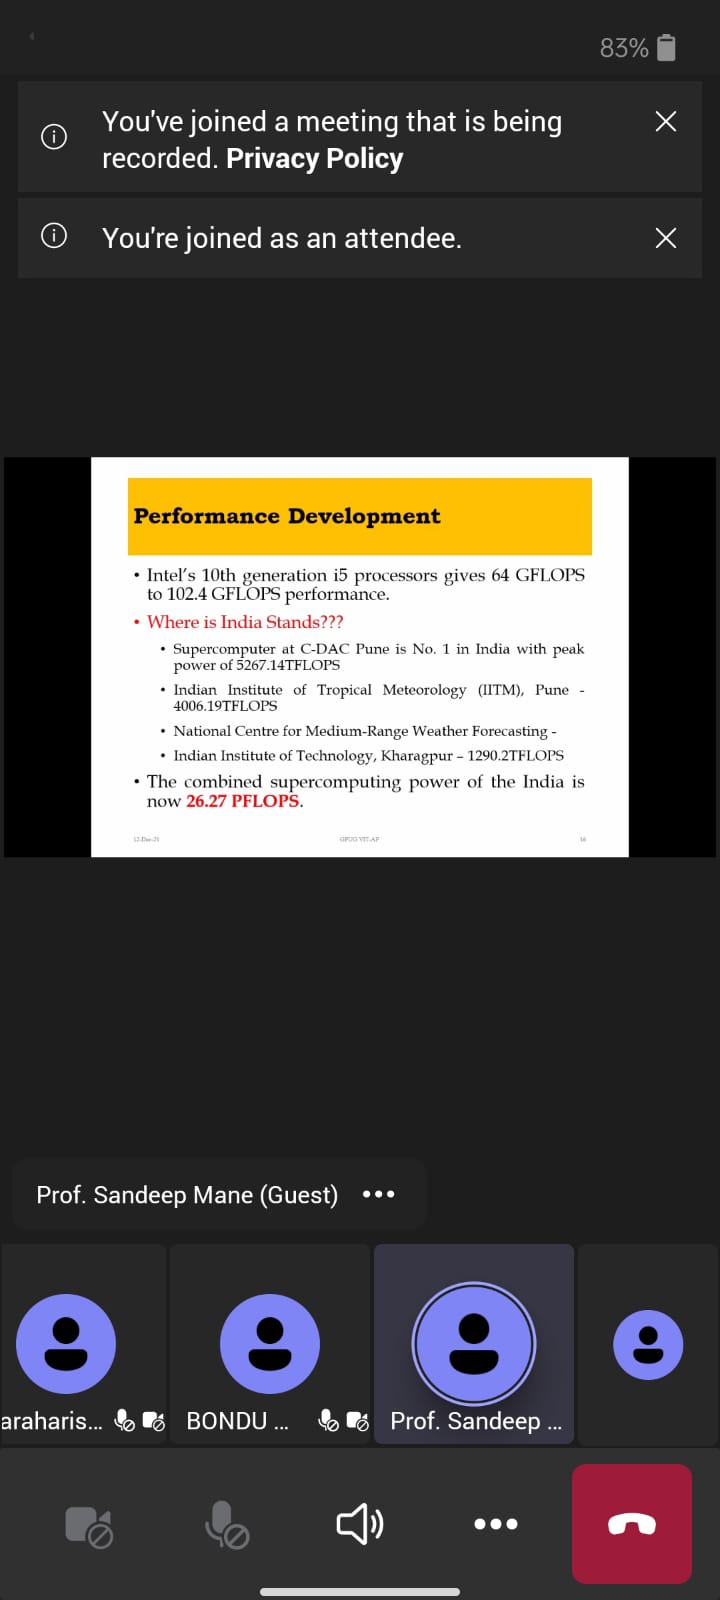 83%
You've joined a meeting that is being
recorded. Privacy Policy
You're joined as an attendee.
Performance Development
• Intel's 10th generation i5 processors gives 64 GFLOPS
to 102.4 GFLOPS performance.
• Where is India Stands???
• Supercomputer at C-DAC Pune is No. 1 in India with peak
power of 5267.14TFLOPS
• Indian Institute of Tropical Meteorology (IITM), Pune -
4006.19TFLOPS
• National Centre for Medium-Range Weather Forecasting -
• Indian Institute of Technology, Kharagpur – 1290.2TFLOPS
• The combined supercomputing power of the India is
now 26.27 PFLOPS.
12-Dec-21 GPUG VIT-AP 16
Prof. Sandeep Mane (Guest)
araharis... BONDU ... Prof. Sandeep ...